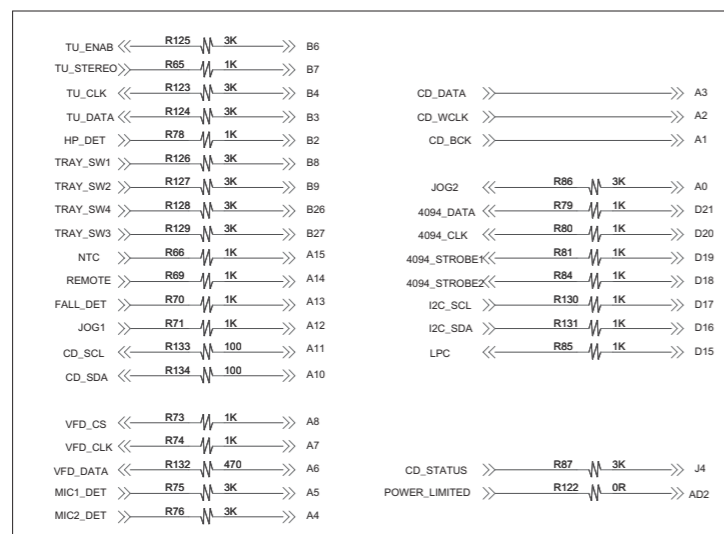 TU_ENAB R125 3K B6
TU_STEREO R65 1K B7
TU_CLK R123 3K B4
TU_DATA R124 3K B3
HP_DET R78 1K B2
TRAY_SW1 R126 3K B8
TRAY_SW2 R127 3K B9
TRAY_SW4 R128 3K B26
TRAY_SW3 R129 3K B27
NTC R66 1K A15
REMOTE R69 1K A14
FALL_DET R70 1K A13
JOG1 R71 1K A12
CD_SCL R133 100 A11
CD_SDA R134 100 A10
VFD_CS R73 1K A8
VFD_CLK R74 1K A7
VFD_DATA R132 470 A6
MIC1_DET R75 3K A5
MIC2_DET R76 3K A4
CD_DATA A3
CD_WCLK A2
CD_BCK A1
JOG2 R86 3K A0
4094_DATA R79 1K D21
4094_CLK R80 1K D20
4094_STROBE1 R81 1K D19
4094_STROBE2 R84 1K D18
I2C_SCL R130 1K D17
I2C_SDA R131 1K D16
LPC R85 1K D15
CD_STATUS R87 3K J4
POWER_LIMITED R122 0R AD2